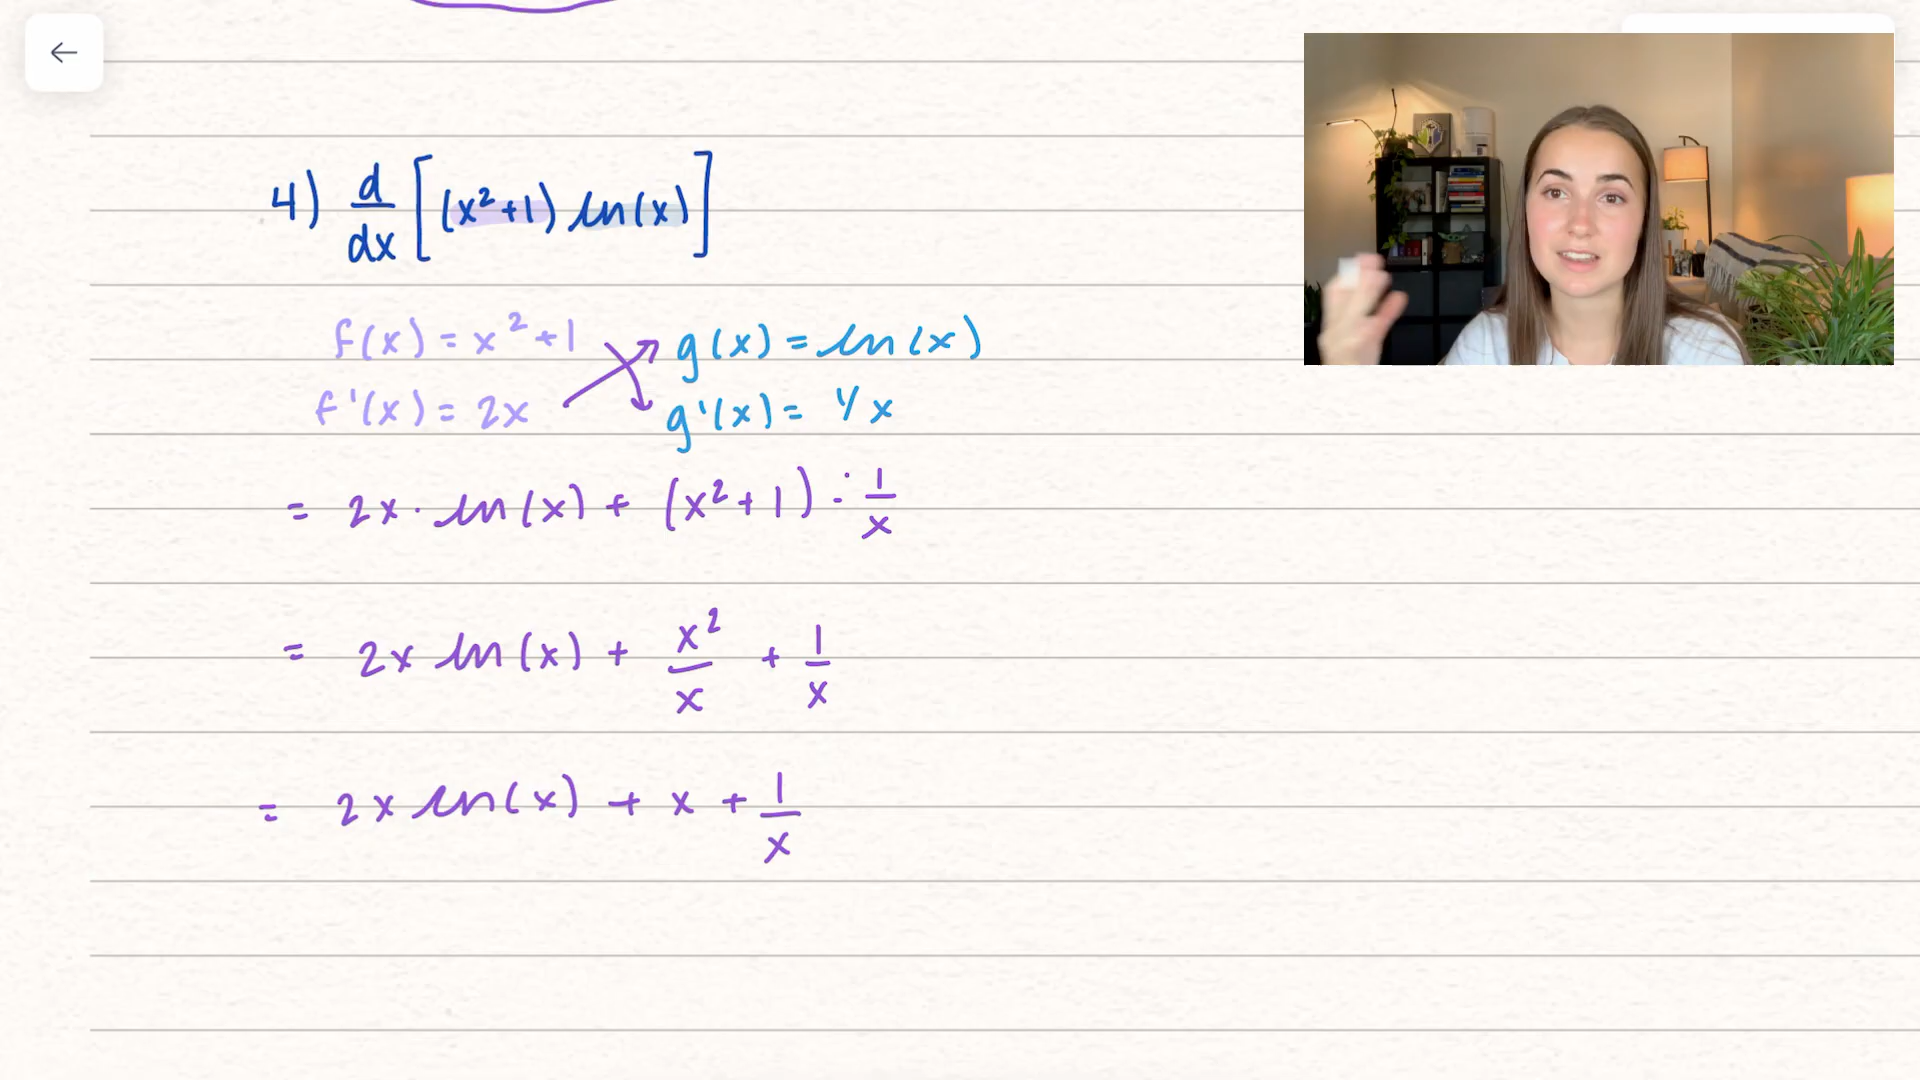 4) d/dx [(x²+1) ln(x)]
f(x) = x²+1 g(x) = ln(x)
f'(x) = 2x g'(x) = 1/x
= 2x · ln(x) + (x²+1) · 1/x
= 2x ln(x) + x²/x + 1/x
= 2x ln(x) + x + 1/x